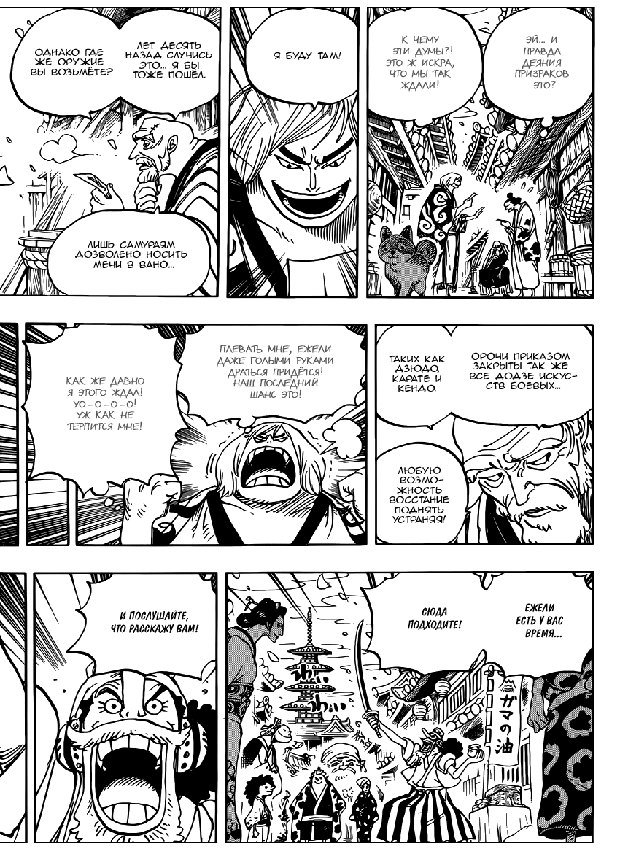 ЭЙ... И
ПРАВДА
ДЕЯНИЯ
ПРИЗРАКОВ
ЭТО?
К ЧЕМУ
ЭТИ ДУМЫ?!
ЭТО Ж ИСКРА,
ЧТО МЫ ТАК
ЖДАЛИ!
Я БУДУ ТАМ!
ЛЕТ ДЕСЯТЬ
НАЗАД СЛУЧИСЬ
ЭТО... Я БЫ
ТОЖЕ ПОШЁЛ.
ОДНАКО ГДЕ
ЖЕ ОРУЖИЕ
ВЫ ВОЗЬМЁТЕ?
ЛИШЬ САМУРАЯМ
ДОЗВОЛЕНО НОСИТЬ
МЕЧИ В ВАНО...
ОРОЧИ ПРИКАЗОМ
ЗАКРЫТЫ ТАК ЖЕ
ВСЕ ДОДЗЁ ИСКУС-
СТВ БОЕВЫХ...
ТАКИХ КАК
ДЗЮДО,
КАРАТЕ И
КЕНДО.
ЛЮБУЮ
ВОЗМО-
ЖНОСТЬ
ВОССТАНИЕ
ПОДНЯТЬ
УСТРАНЯЯ!
ПЛЕВАТЬ МНЕ, ЕЖЕЛИ
ДАЖЕ ГОЛЫМИ РУКАМИ
ДРАТЬСЯ ПРИДЁТСЯ!
НАШ ПОСЛЕДНИЙ
ШАНС ЭТО!
КАК ЖЕ ДАВНО
Я ЭТОГО ЖДАЛ!
УО-О-О-О!
УЖ КАК НЕ
ТЕРПИТСЯ МНЕ!
ЕЖЕЛИ
ЕСТЬ У ВАС
ВРЕМЯ...
СЮДА
ПОДХОДИТЕ!
ガマの油
И ПОСЛУШАЙТЕ,
ЧТО РАССКАЖУ ВАМ!